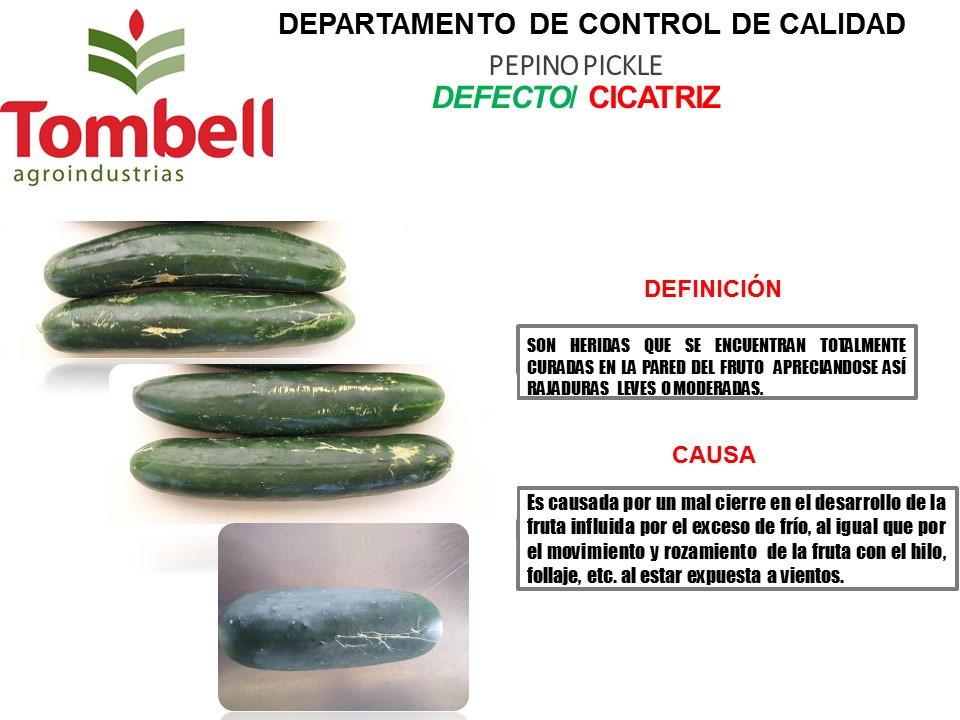 DEPARTAMENTO DE CONTROL DE CALIDAD
PEPINO PICKLE
DEFECTO/ CICATRIZ
Tombell
agroindustrias
DEFINICIÓN
SON HERIDAS QUE SE ENCUENTRAN TOTALMENTE
CURADAS EN LA PARED DEL FRUTO APRECIANDOSE ASÍ
RAJADURAS LEVES O MODERADAS.
CAUSA
Es causada por un mal cierre en el desarrollo de la
fruta influida por el exceso de frío, al igual que por
el movimiento y rozamiento de la fruta con el hilo,
follaje, etc. al estar expuesta a vientos.